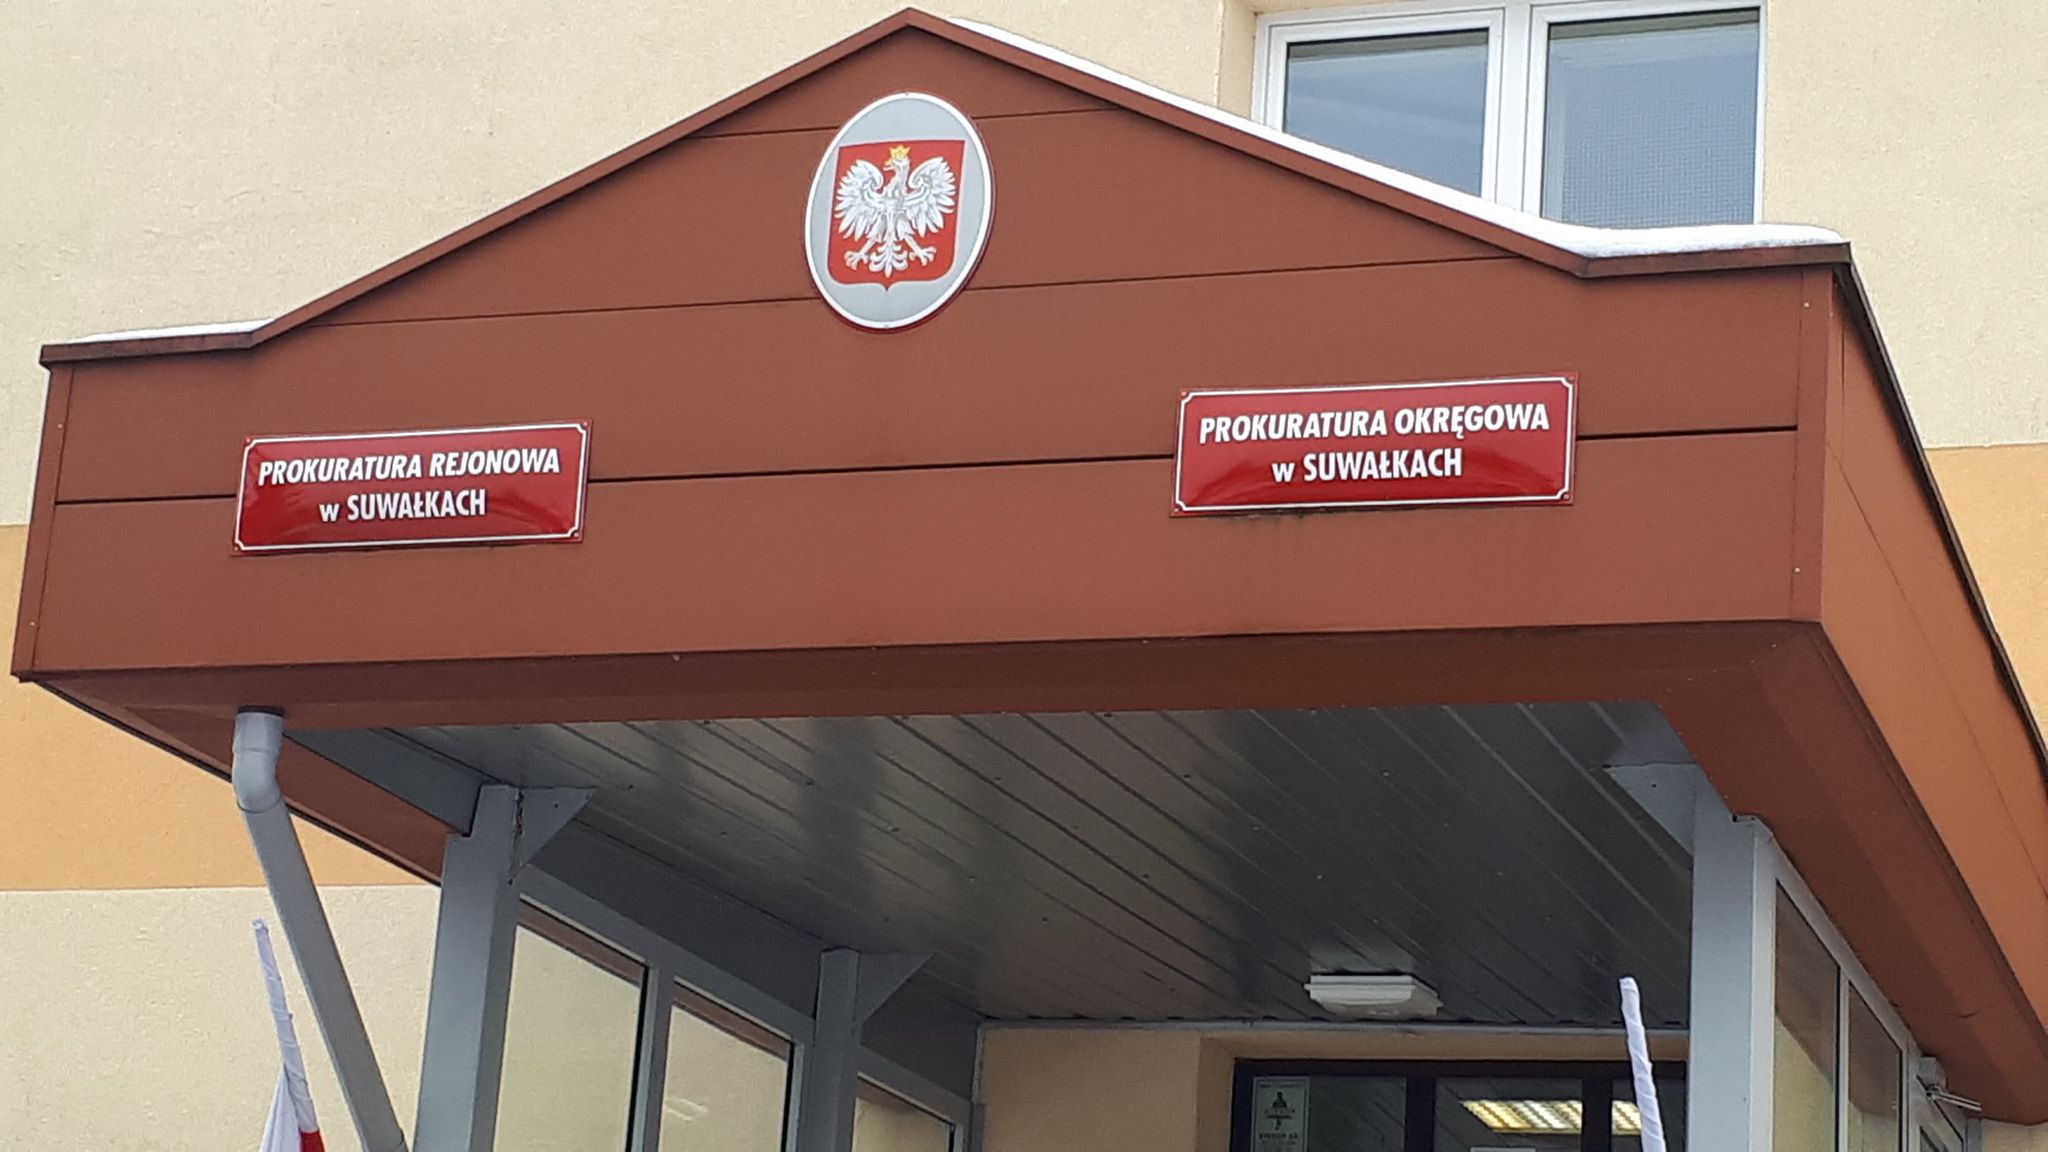 PROKURATURA REJONOWA
w SUWAŁKACH
PROKURATURA OKRĘGOWA
w SUWAŁKACH